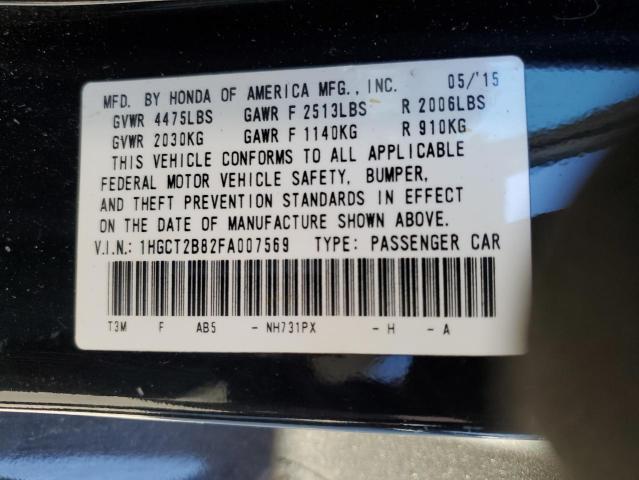 MFD. BY HONDA OF AMERICA MFG., INC. 05/'15
GVWR 4475LBS GAWR F 2513LBS R 2006LBS
GVWR 2030KG GAWR F 1140KG R 910KG
THIS VEHICLE CONFORMS TO ALL APPLICABLE
FEDERAL MOTOR VEHICLE SAFETY, BUMPER,
AND THEFT PREVENTION STANDARDS IN EFFECT
ON THE DATE OF MANUFACTURE SHOWN ABOVE.
V.I.N.: 1HGCT2B82FA007569 TYPE: PASSENGER CAR
T3M F AB5 - NH731PX - H - A